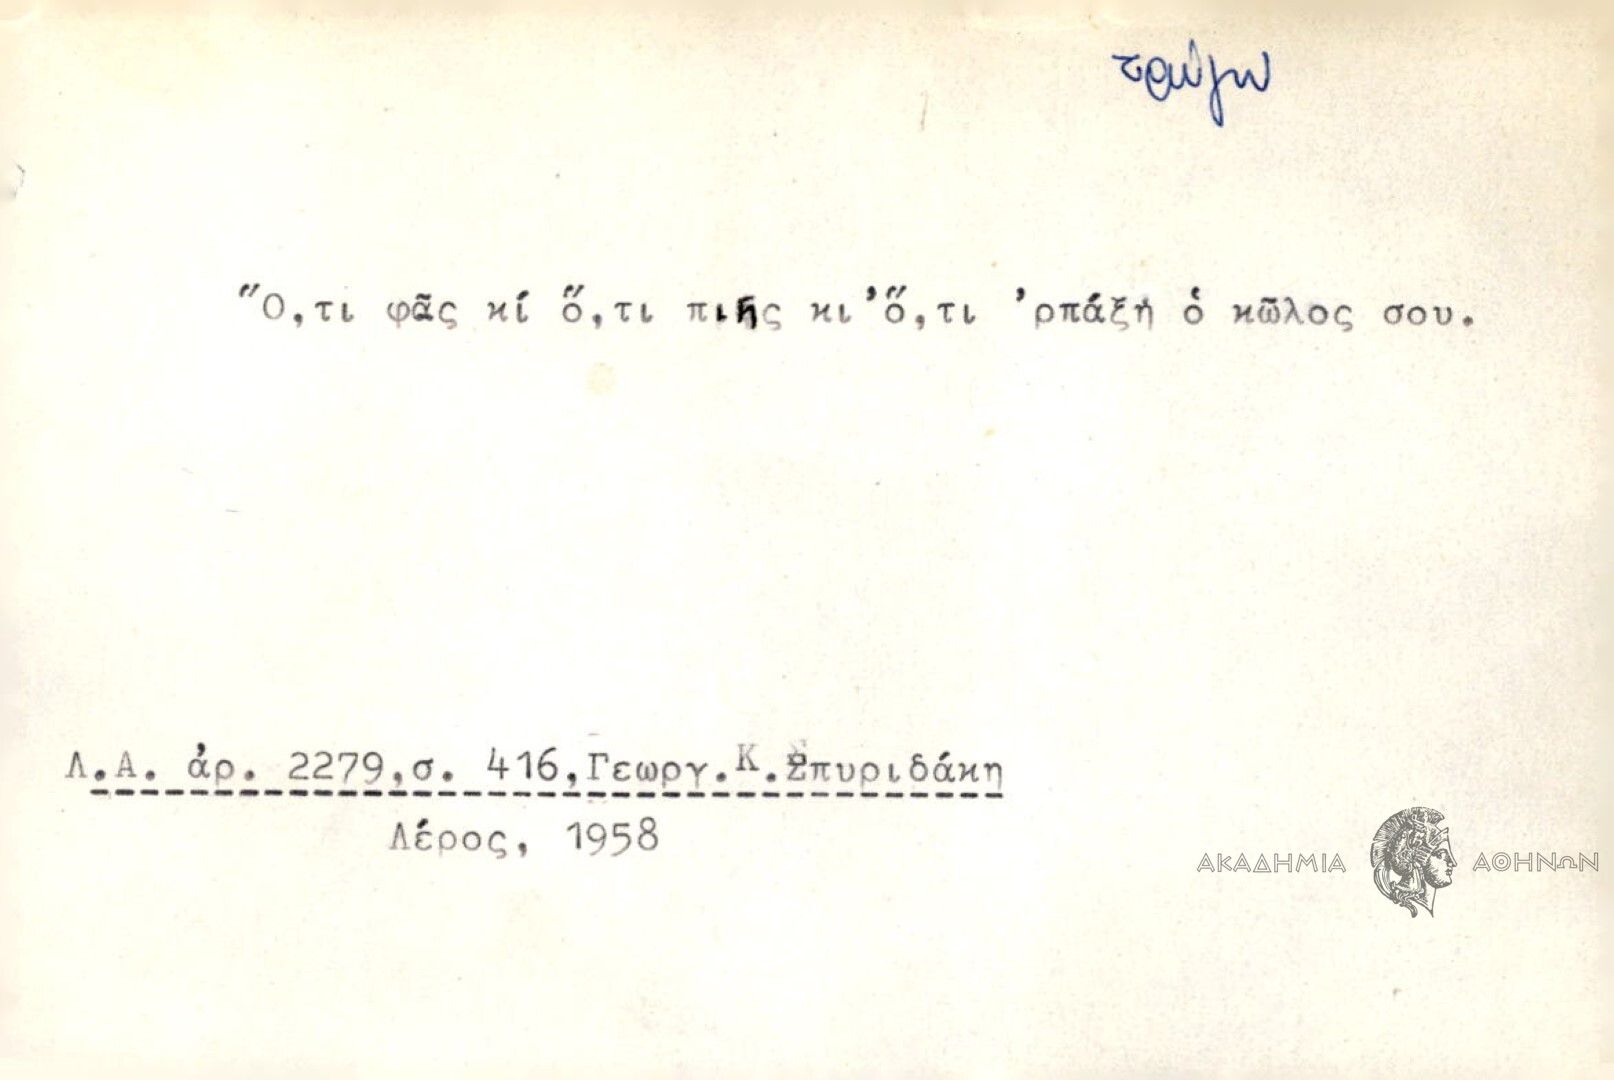 τρώγω
Ὅ,τι φᾶς κί ὅ,τι πιῆς κι' ὅ,τι 'ρπάξη ὁ κῶλος σου.
Λ.Α. ἀρ. 2279,σ. 416,Γεωργ.Κ.Σπυριδάκη
Λέρος, 1958
ΑΚΑΔΗΜΙΑ ΑΘΗΝΩΝ